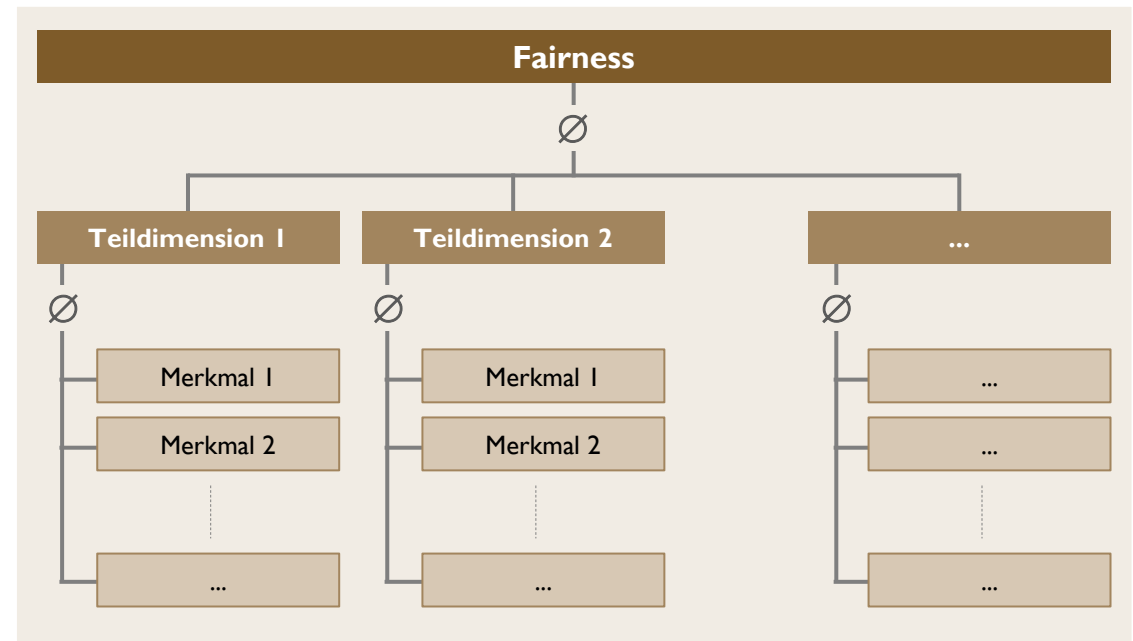 Fairness
∅
Teildimension 1
Teildimension 2
...
∅
∅
∅
Merkmal 1
Merkmal 1
...
Merkmal 2
Merkmal 2
...
...
...
...